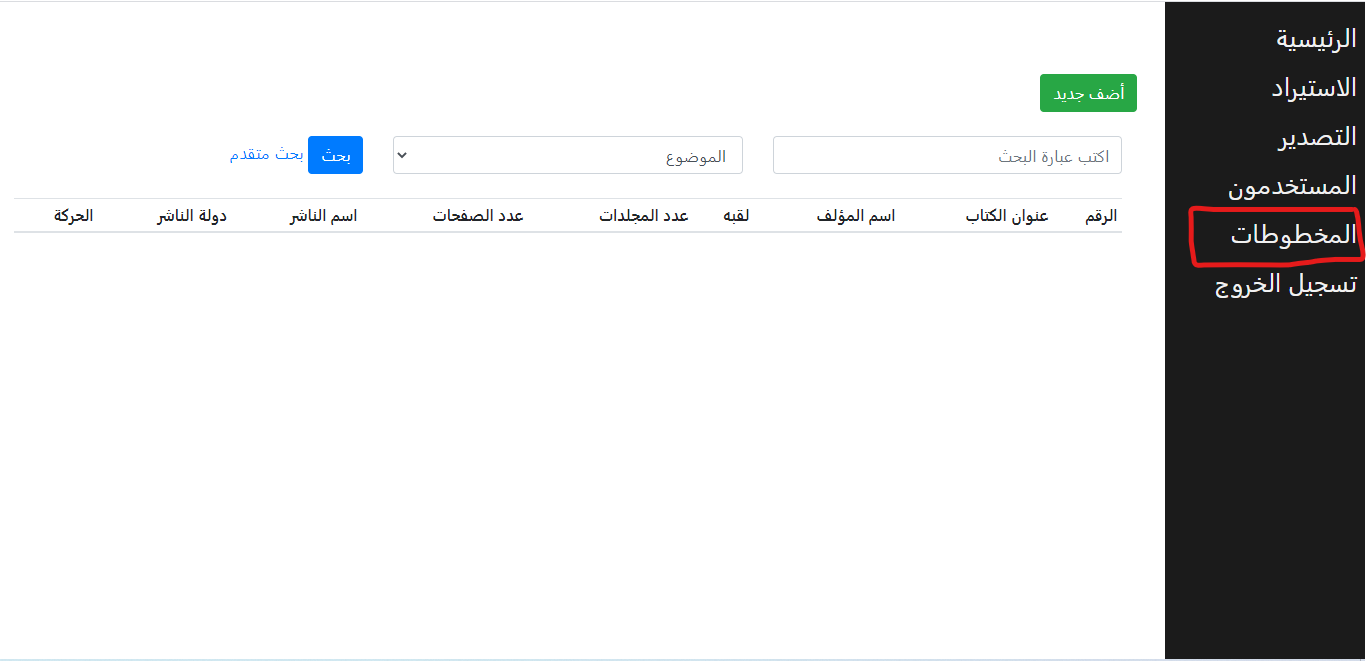 الرئيسية
الاستيراد
التصدير
المستخدمون
المخطوطات
تسجيل الخروج
أضف جديد
اكتب عبارة البحث
الموضوع
بحث
بحث متقدم
الرقم عنوان الكتاب اسم المؤلف لقبه عدد المجلدات عدد الصفحات اسم الناشر دولة الناشر الحركة